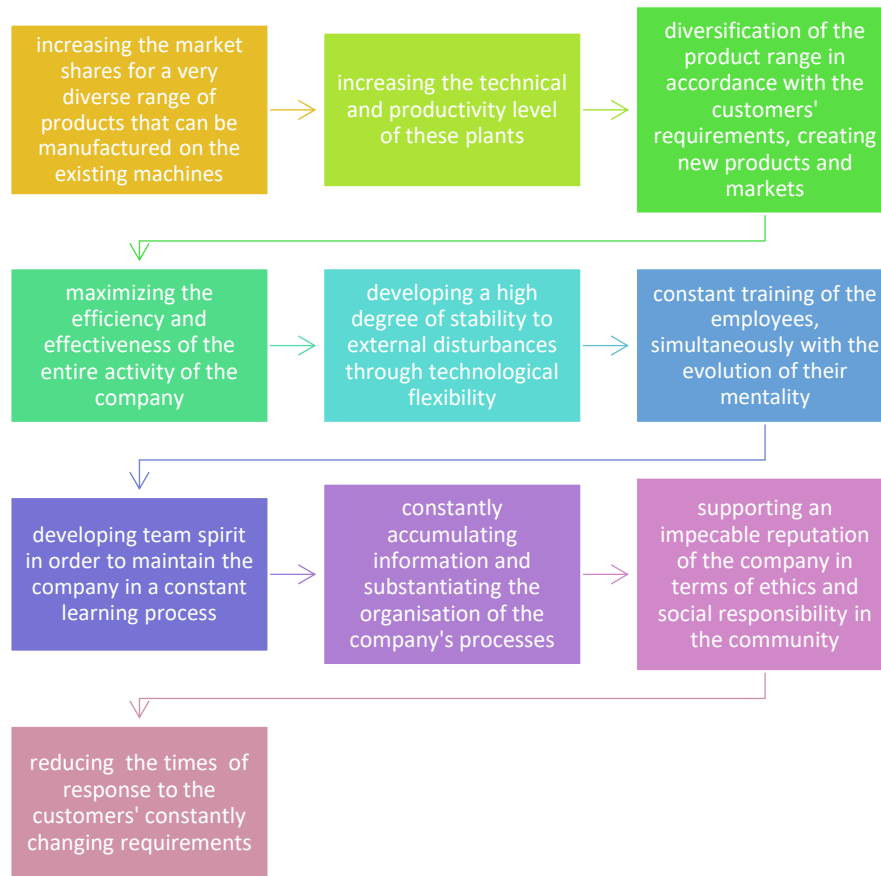 increasing the market
shares for a very
diverse range of
products that can be
manufactured on the
existing machines
increasing the technical
and productivity level
of these plants
diversification of the
product range in
accordance with the
customers'
requirements, creating
new products and
markets
maximizing the
efficiency and
effectiveness of the
entire activity of the
company
developing a high
degree of stability to
external disturbances
through technological
flexibility
constant training of the
employees,
simultaneously with the
evolution of their
mentality
developing team spirit
in order to maintain the
company in a constant
learning process
constantly
accumulating
information and
substantiating the
organisation of the
company's processes
supporting an
impeccable reputation
of the company in
terms of ethics and
social responsibility in
the community
reducing the times of
response to the
customers' constantly
changing requirements